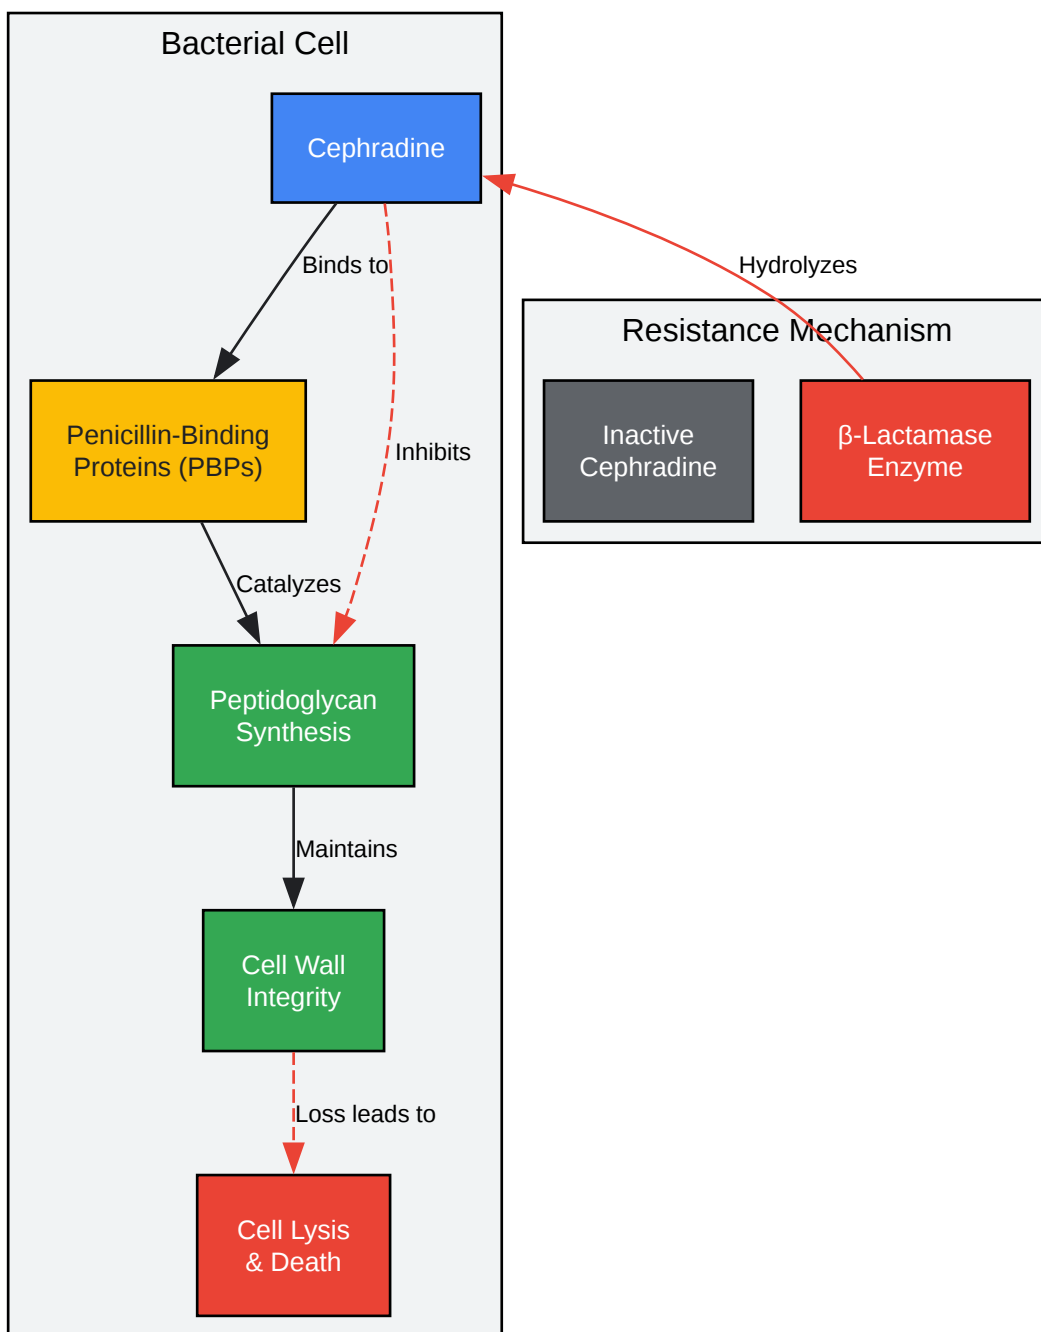 Bacterial Cell
Cephradine
Binds to
Hydrolyzes
Resistance Mechanism
Penicillin-Binding
Proteins (PBPs)
Inhibits
Inactive
Cephradine
β-Lactamase
Enzyme
Catalyzes
Peptidoglycan
Synthesis
Maintains
Cell Wall
Integrity
Loss leads to
Cell Lysis
& Death